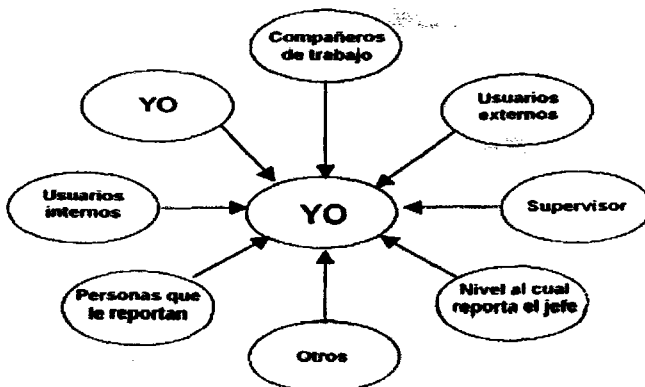 Compañeros
de trabajo
YO
Usuarios
externos
Usuarios
internos
YO
Supervisor
Personas que
le reportan
Nivel al cual
reporta el jefe
Otros